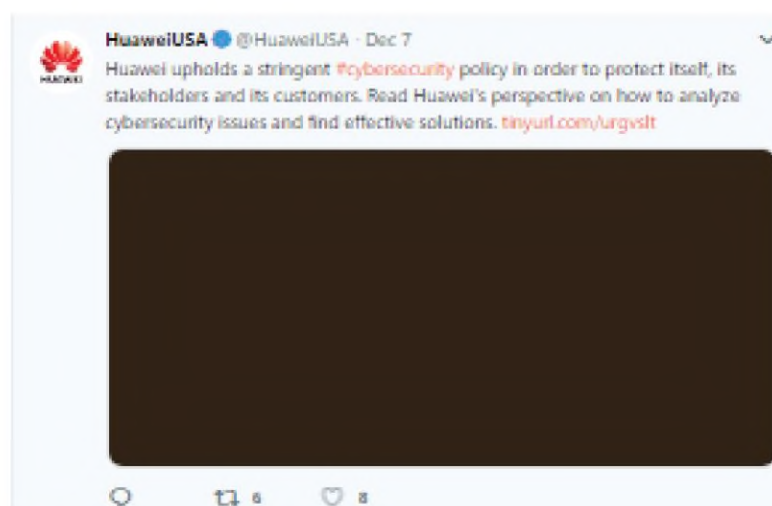 HuaweiUSA @HuaweiUSA · Dec 7
HUAWEI
Huawei upholds a stringent #cybersecurity policy in order to protect itself, its
stakeholders and its customers. Read Huawei's perspective on how to analyze
cybersecurity issues and find effective solutions. tinyurl.com/urgvslt
6 8